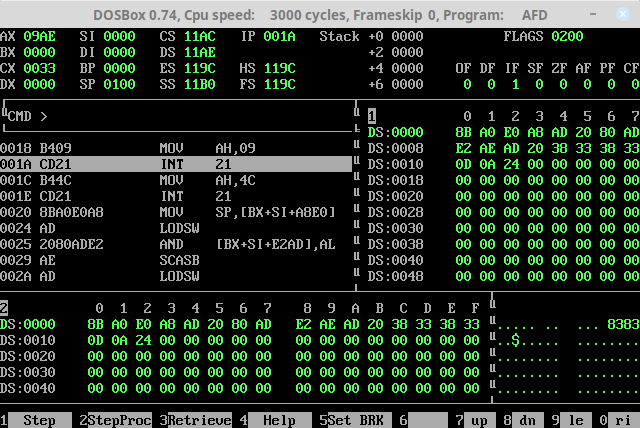 DOSBox 0.74, Cpu speed: 3000 cycles, Frameskip 0, Program: AFD
AX 09AE SI 0000 CS 11AC IP 001A Stack +0 0000 FLAGS 0200
BX 0000 DI 0000 DS 11AE +2 0000
CX 0033 BP 0000 ES 119C HS 119C +4 0000 OF DF IF SF ZF AF PF CF
DX 0000 SP 0100 SS 11B0 FS 119C +6 0000 0 0 1 0 0 0 0 0
CMD > 1 0 1 2 3 4 5 6 7
DS:0000 8B A0 E0 A8 AD 20 80 AD
0018 B409 MOV AH,09 DS:0008 E2 AE AD 20 38 33 38 33
001A CD21 INT 21 DS:0010 0D 0A 24 00 00 00 00 00
001C B44C MOV AH,4C DS:0018 00 00 00 00 00 00 00 00
001E CD21 INT 21 DS:0020 00 00 00 00 00 00 00 00
0020 8BA0E0A8 MOV SP,[BX+SI+A8E0] DS:0028 00 00 00 00 00 00 00 00
0024 AD LODSW DS:0030 00 00 00 00 00 00 00 00
0025 2080ADE2 AND [BX+SI+E2AD],AL DS:0038 00 00 00 00 00 00 00 00
0029 AE SCASB DS:0040 00 00 00 00 00 00 00 00
002A AD LODSW DS:0048 00 00 00 00 00 00 00 00
2 0 1 2 3 4 5 6 7 8 9 A B C D E F
DS:0000 8B A0 E0 A8 AD 20 80 AD E2 AE AD 20 38 33 38 33 ..... .. ... 8383
DS:0010 0D 0A 24 00 00 00 00 00 00 00 00 00 00 00 00 00 ..$..... ........
DS:0020 00 00 00 00 00 00 00 00 00 00 00 00 00 00 00 00 ........ ........
DS:0030 00 00 00 00 00 00 00 00 00 00 00 00 00 00 00 00 ........ ........
DS:0040 00 00 00 00 00 00 00 00 00 00 00 00 00 00 00 00 ........ ........
1 Step 2 StepProc 3 Retrieve 4 Help 5 Set BRK 6 7 up 8 dn 9 le 0 ri